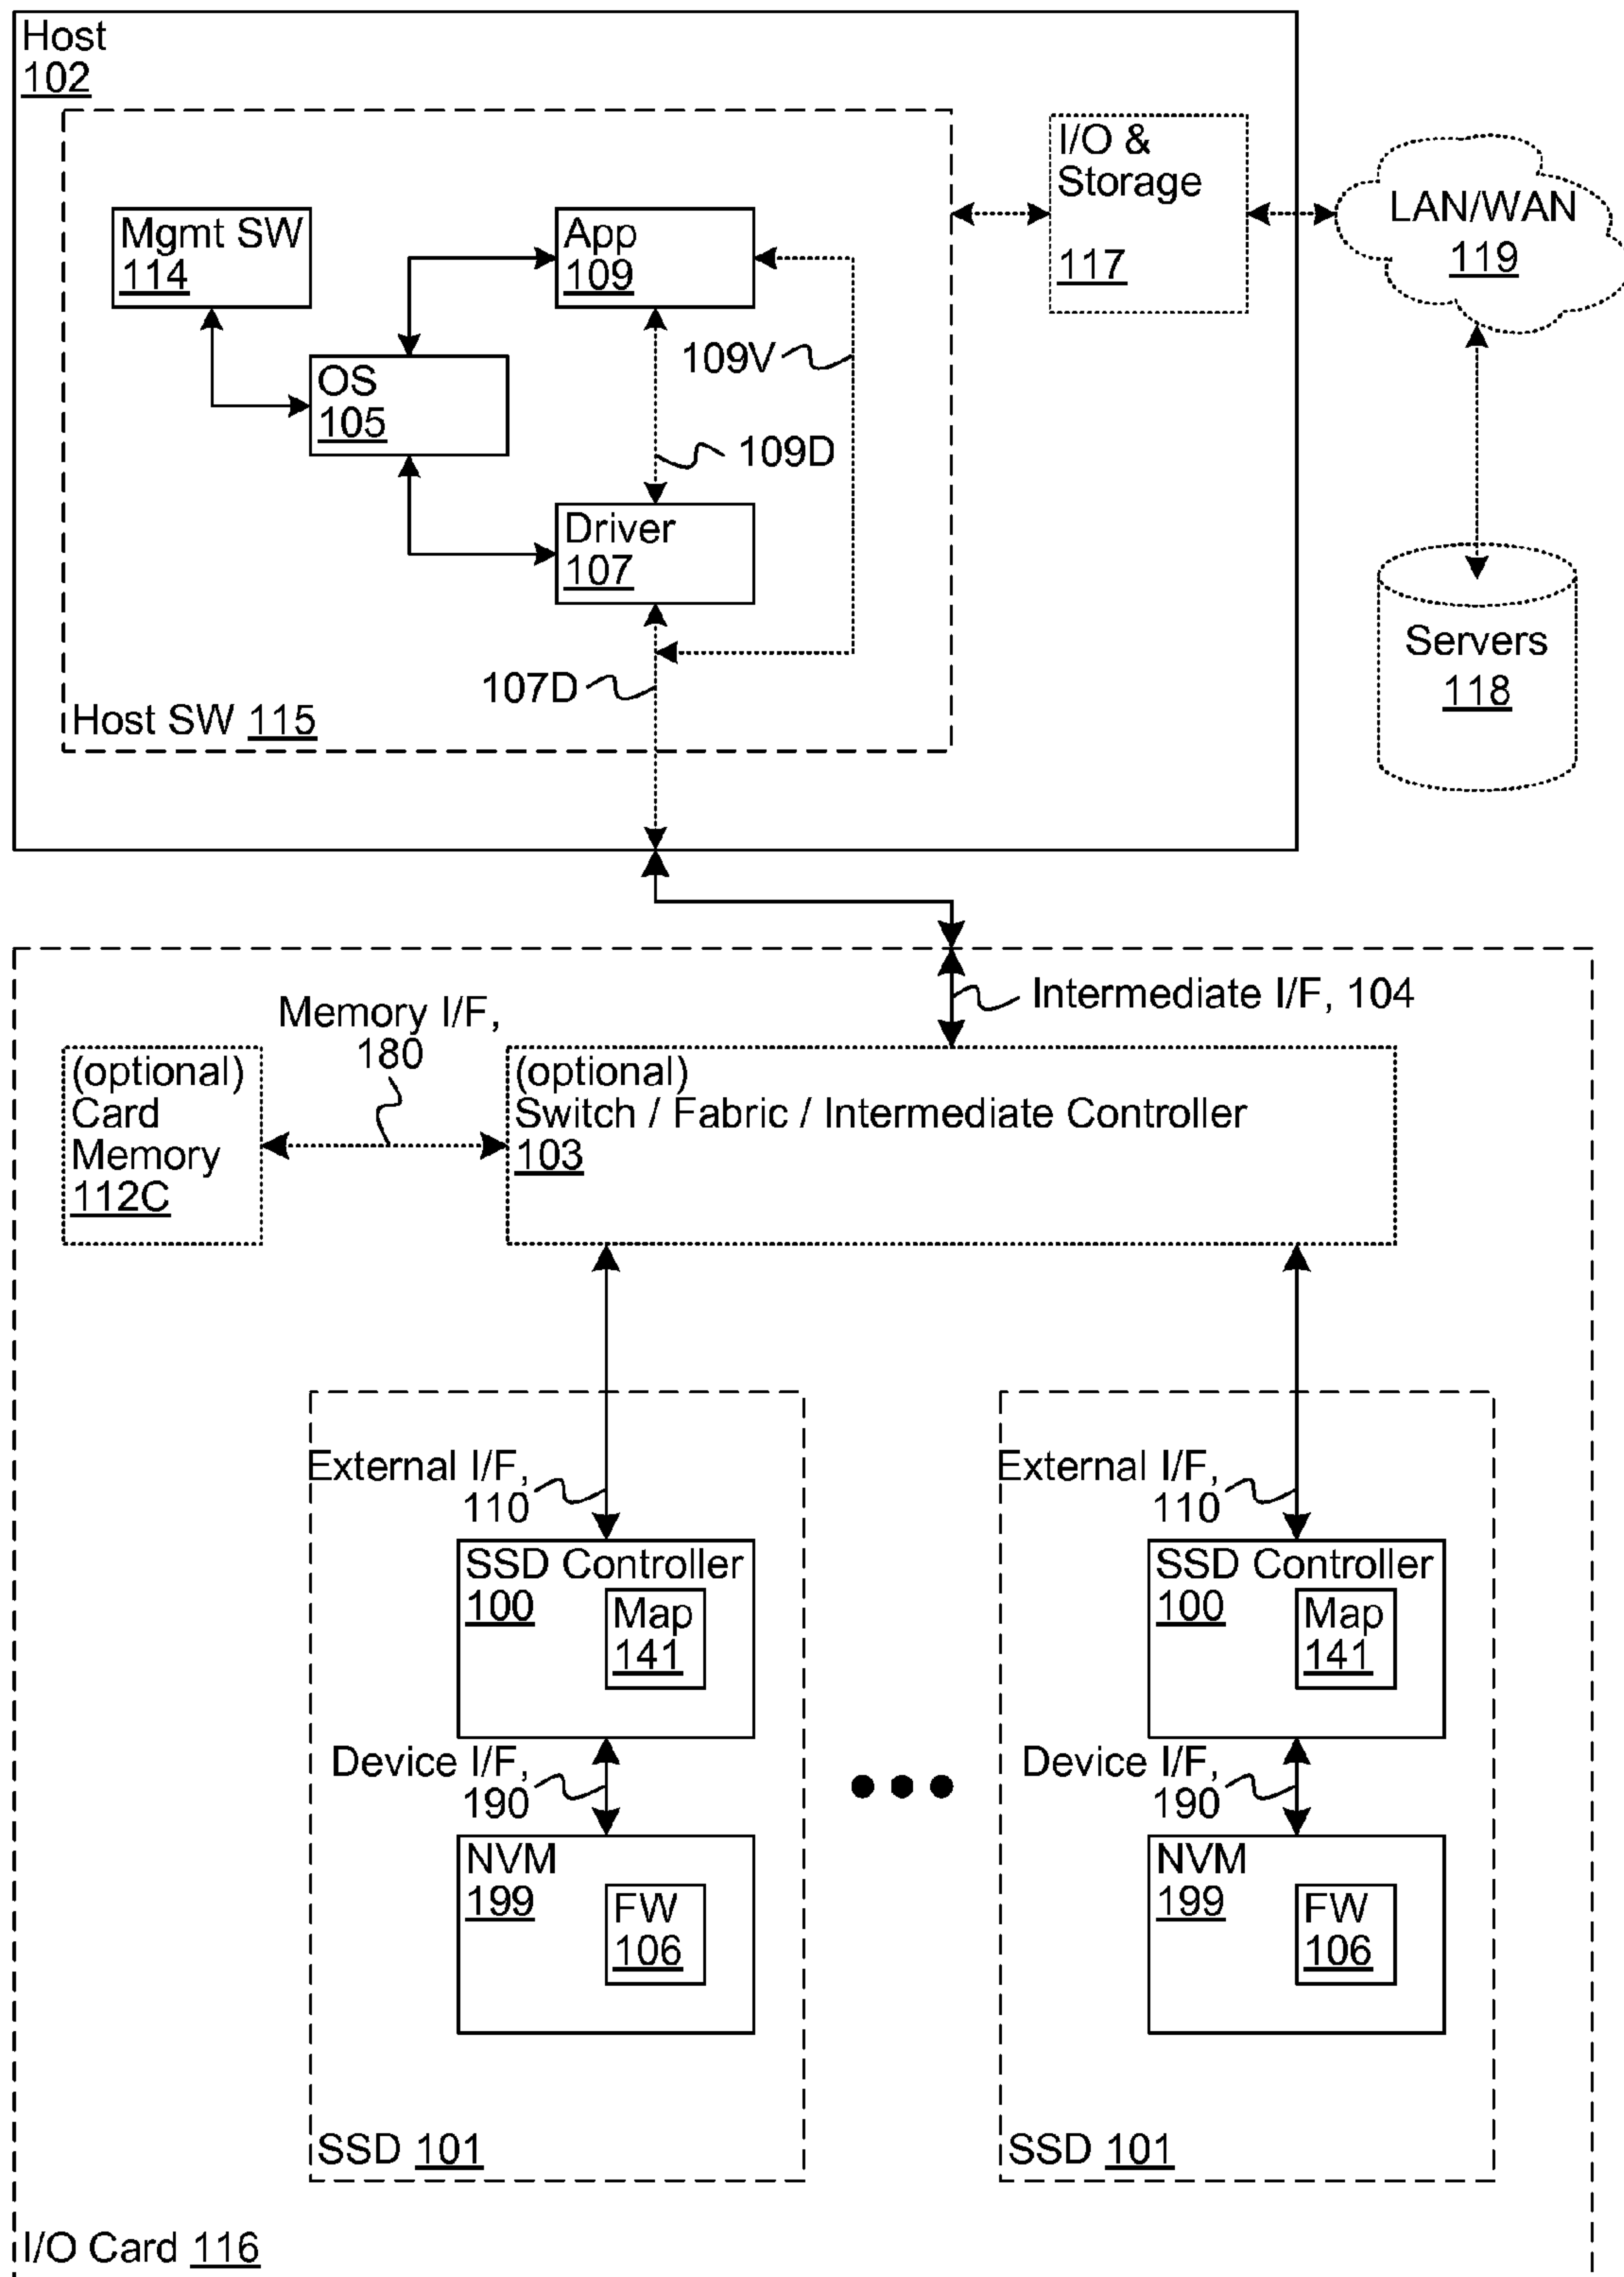 Host
102
I/O &
Storage
117
LAN/WAN
119
Mgmt SW
114
App
109
109V
OS
105
109D
Driver
107
Servers
118
107D
Host SW 115
Intermediate I/F, 104
Memory I/F,
180
(optional)
Card
Memory
112C
(optional)
Switch / Fabric / Intermediate Controller
103
External I/F,
110
SSD Controller
100
Map
141
Device I/F,
190
NVM
199
FW
106
SSD 101
External I/F,
110
SSD Controller
100
Map
141
Device I/F,
190
NVM
199
FW
106
SSD 101
I/O Card 116